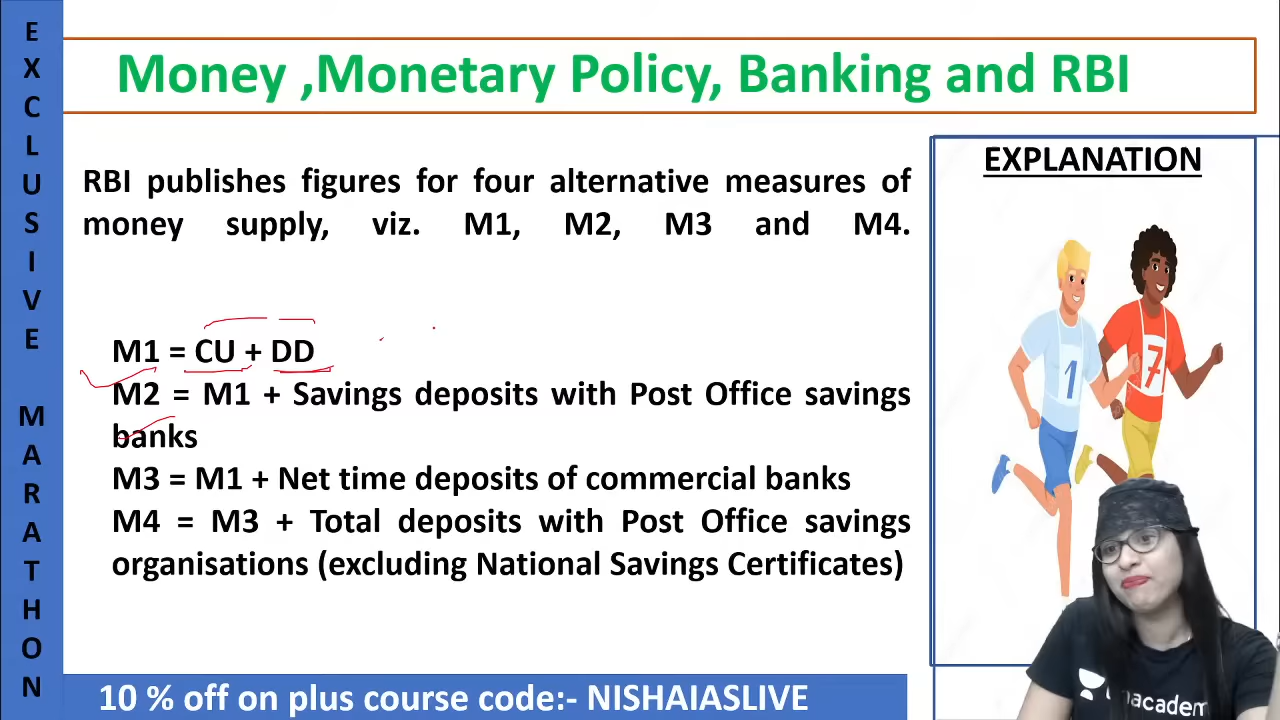 EXCLUSIVE MARATHON
Money ,Monetary Policy, Banking and RBI
RBI publishes figures for four alternative measures of
money supply, viz. M1, M2, M3 and M4.
M1 = CU + DD
M2 = M1 + Savings deposits with Post Office savings
banks
M3 = M1 + Net time deposits of commercial banks
M4 = M3 + Total deposits with Post Office savings
organisations (excluding National Savings Certificates)
10 % off on plus course code:- NISHAIASLIVE
EXPLANATION
1
7